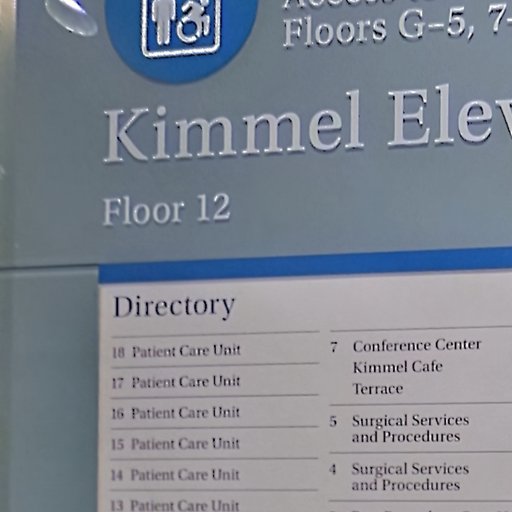 Floors G–5, 7–
Kimmel Elev
Floor 12
Directory
18 Patient Care Unit
17 Patient Care Unit
16 Patient Care Unit
15 Patient Care Unit
14 Patient Care Unit
13 Patient Care Unit
7 Conference Center
Kimmel Cafe
Terrace
5 Surgical Services
and Procedures
4 Surgical Services
and Procedures